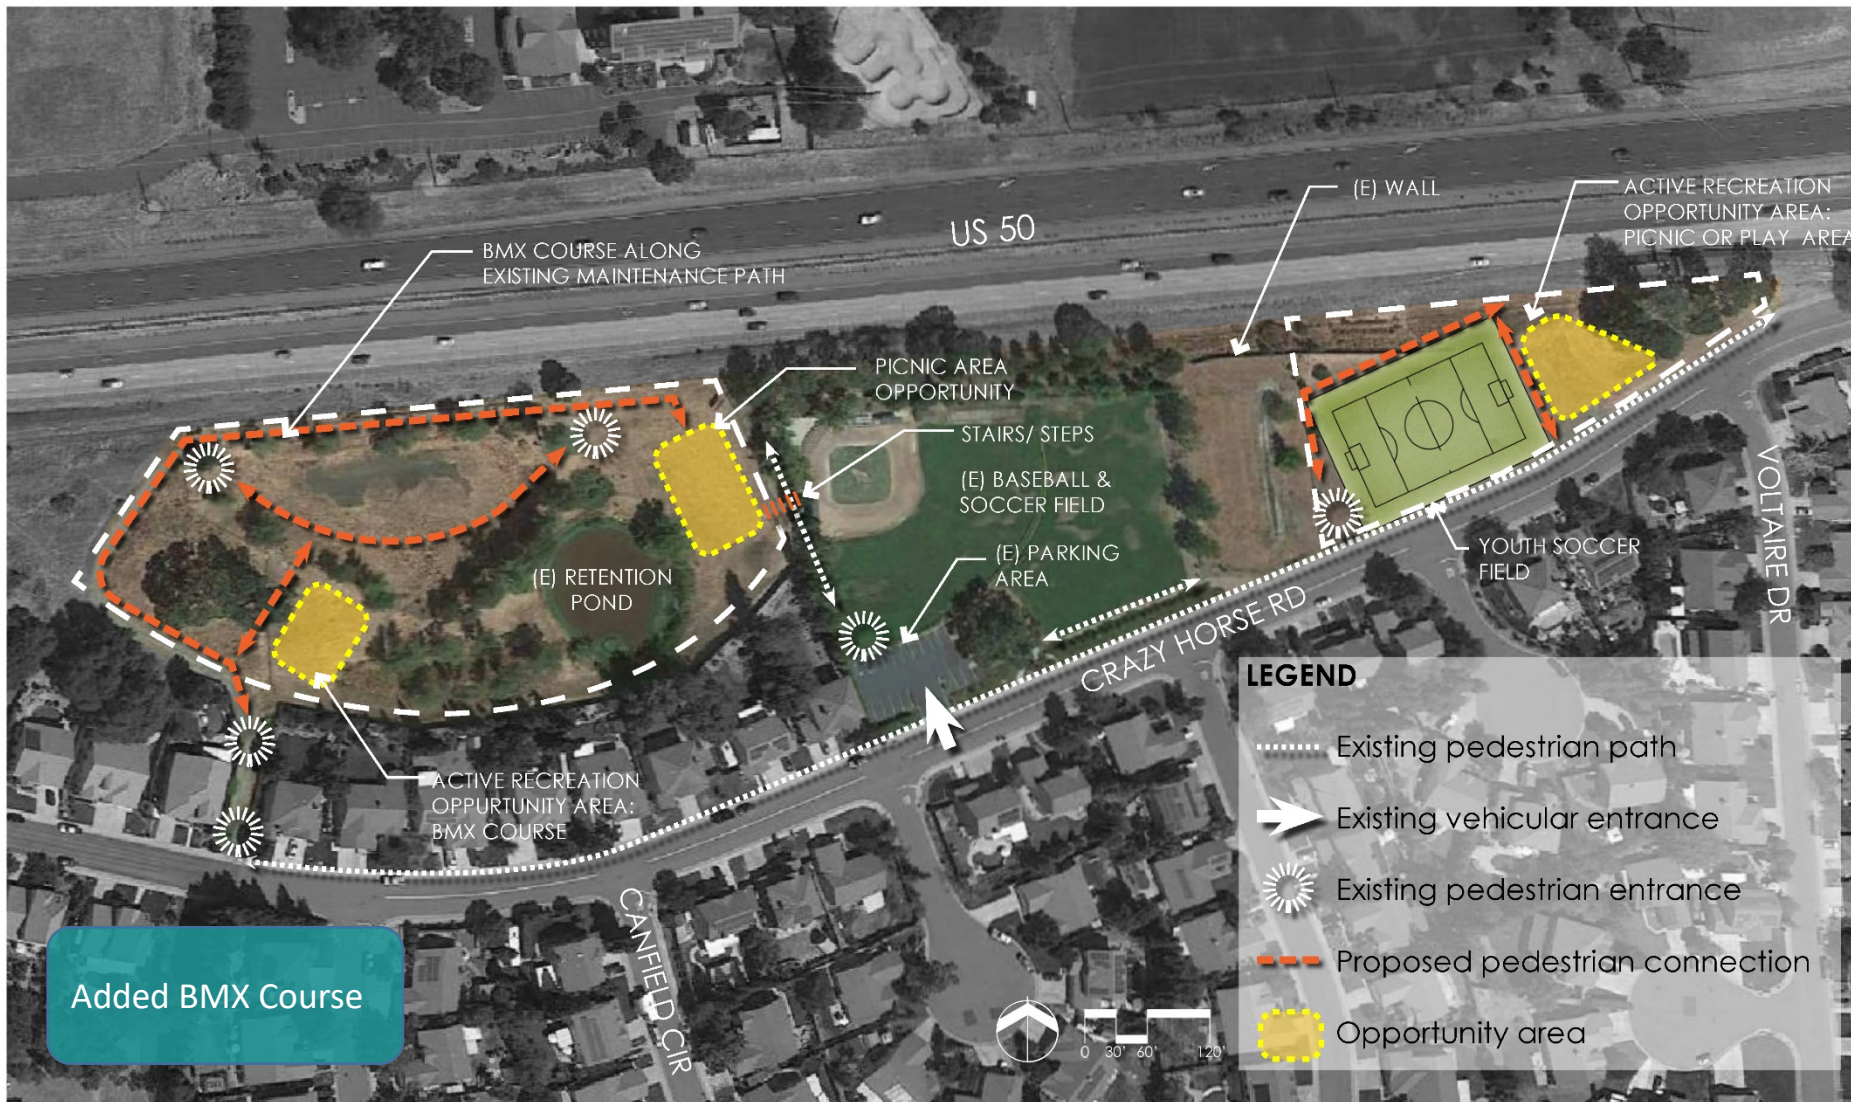 US 50
(E) WALL
ACTIVE RECREATION
OPPORTUNITY AREA:
PICNIC OR PLAY AREA
BMX COURSE ALONG
EXISTING MAINTENANCE PATH
PICNIC AREA
OPPORTUNITY
STAIRS/ STEPS
(E) BASEBALL &
SOCCER FIELD
(E) PARKING
AREA
(E) RETENTION
POND
YOUTH SOCCER
FIELD
VOLTAIRE DR
CRAZY HORSE RD
ACTIVE RECREATION
OPPURTUNITY AREA:
BMX COURSE
CANFIELD CIR
LEGEND
Existing pedestrian path
Existing vehicular entrance
Existing pedestrian entrance
Proposed pedestrian connection
Opportunity area
Added BMX Course
0 30' 60' 120'